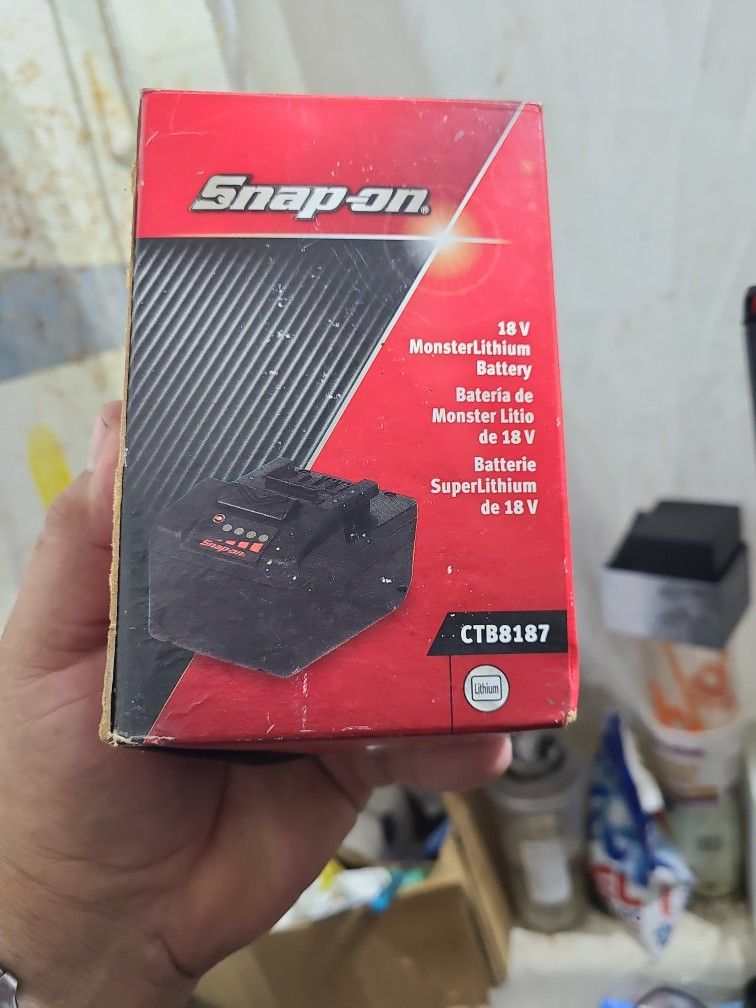 Snap-on®
18 V
MonsterLithium
Battery
Batería de
Monster Litio
de 18 V
Batterie
SuperLithium
de 18 V
Snap-on
CTB8187
Lithium